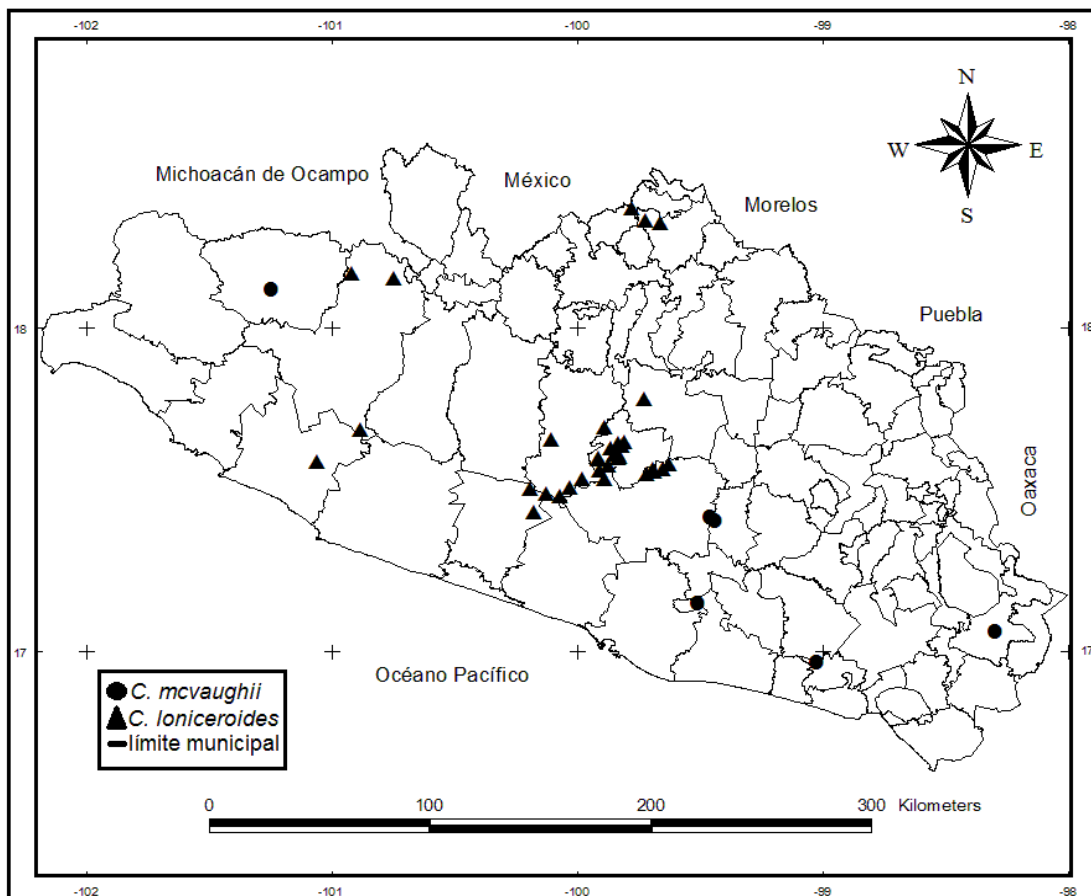 -102 -101 -100 -99 -98
N
W E
S
Michoacán de Ocampo
México
Morelos
Puebla
18 18
Oaxaca
17 17
Océano Pacífico
C. mcvaughii
C. loniceroides
límite municipal
0 100 200 300 Kilometers
-102 -101 -100 -99 -98